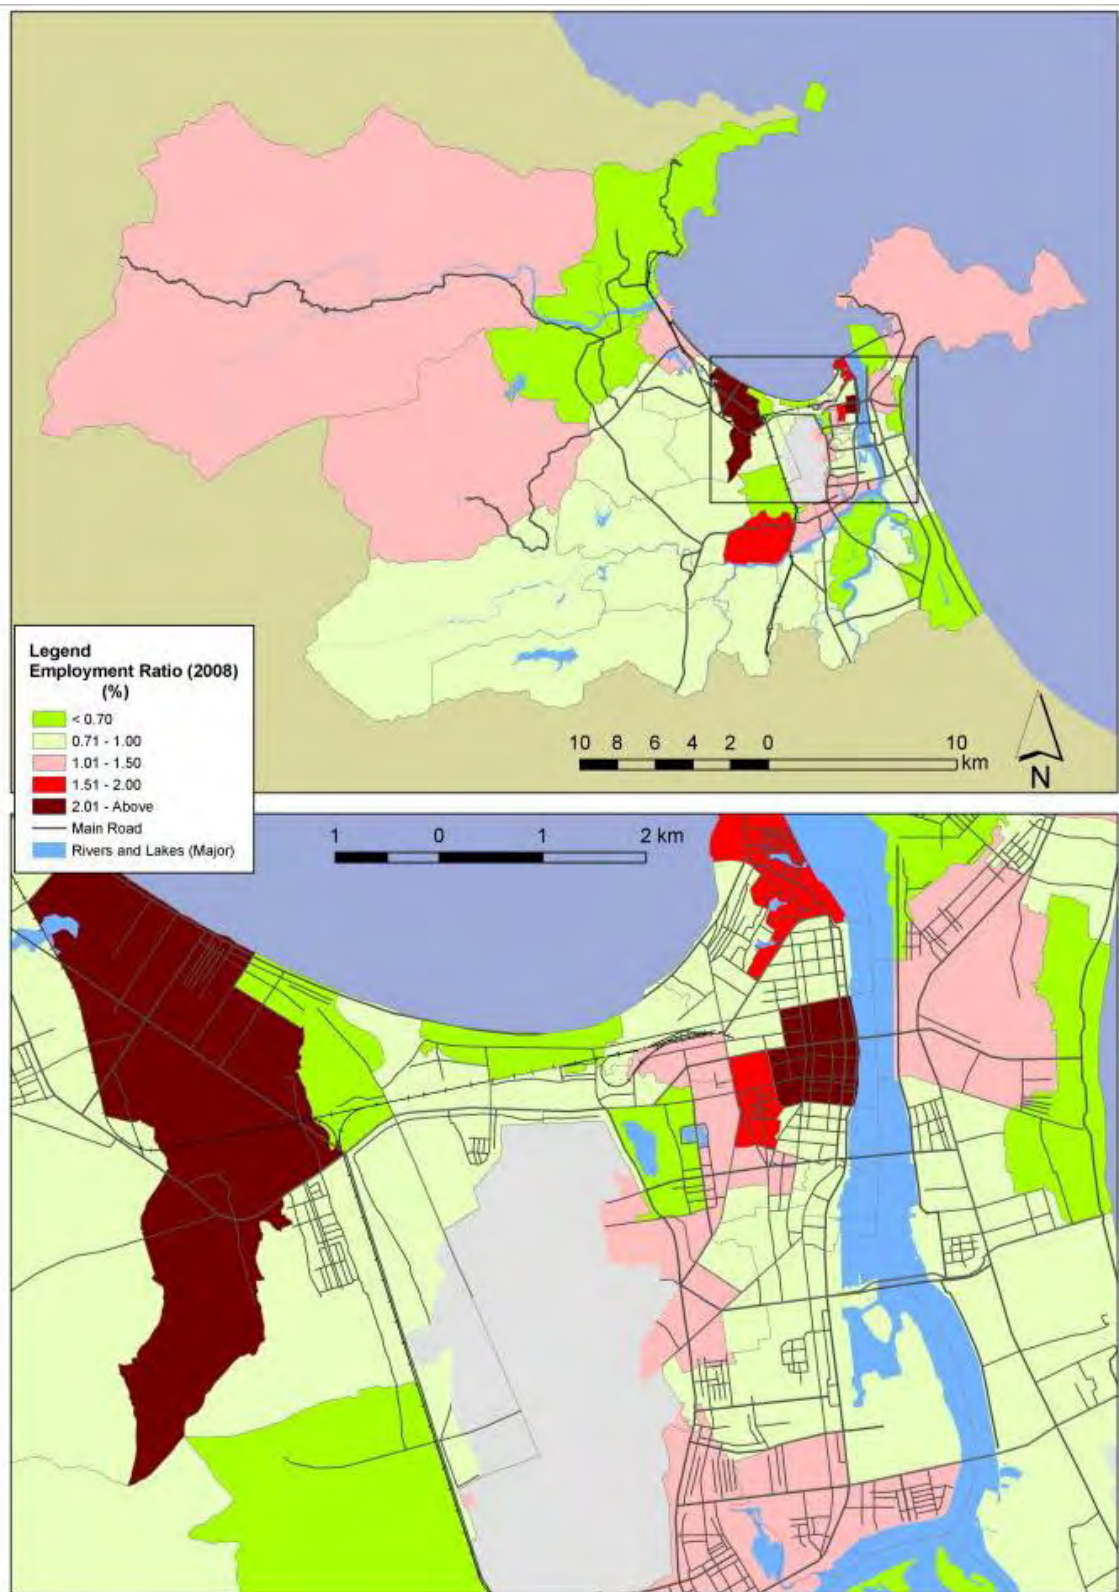 Legend
Employment Ratio (2008)
(%)
< 0.70
0.71 - 1.00
1.01 - 1.50
1.51 - 2.00
2.01 - Above
Main Road
Rivers and Lakes (Major)
10 8 6 4 2 0 10
km
N
1 0 1 2 km